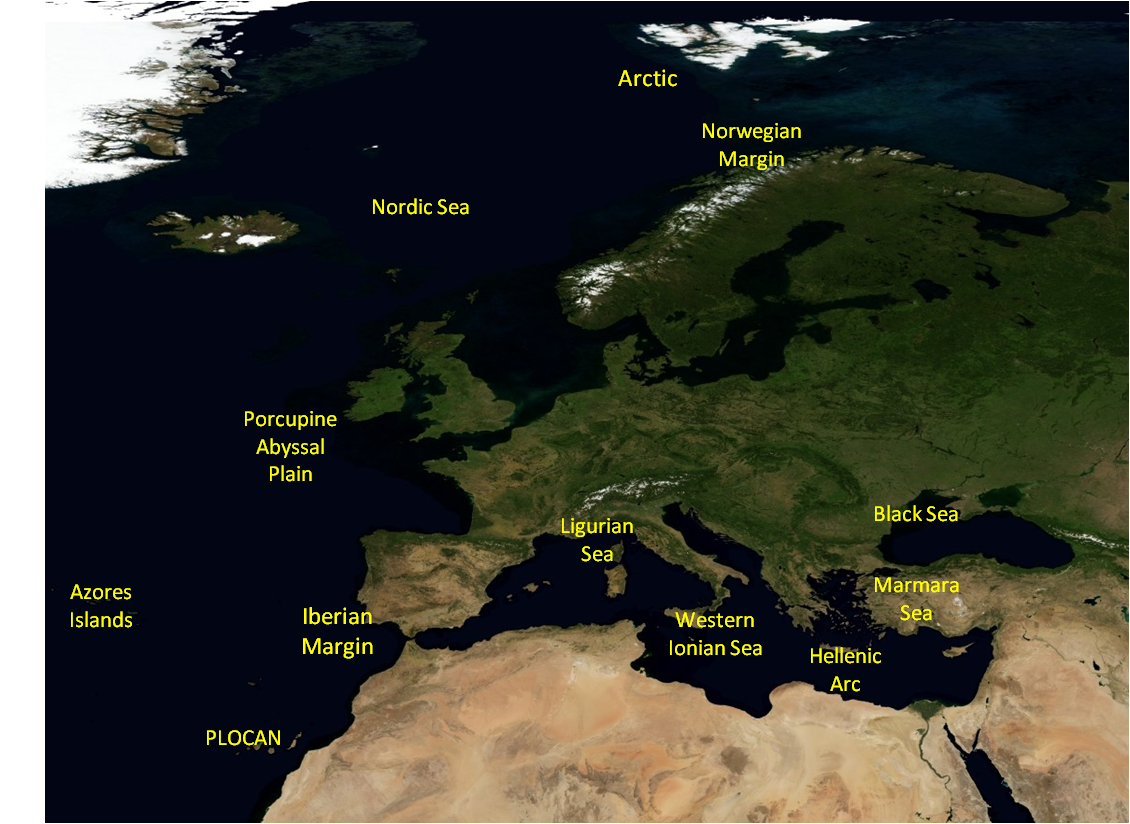 Arctic
Norwegian
Margin
Nordic Sea
Porcupine
Abyssal
Plain
Black Sea
Ligurian
Sea
Azores
Islands
Marmara
Sea
Iberian
Margin
Western
Ionian Sea
Hellenic
Arc
PLOCAN